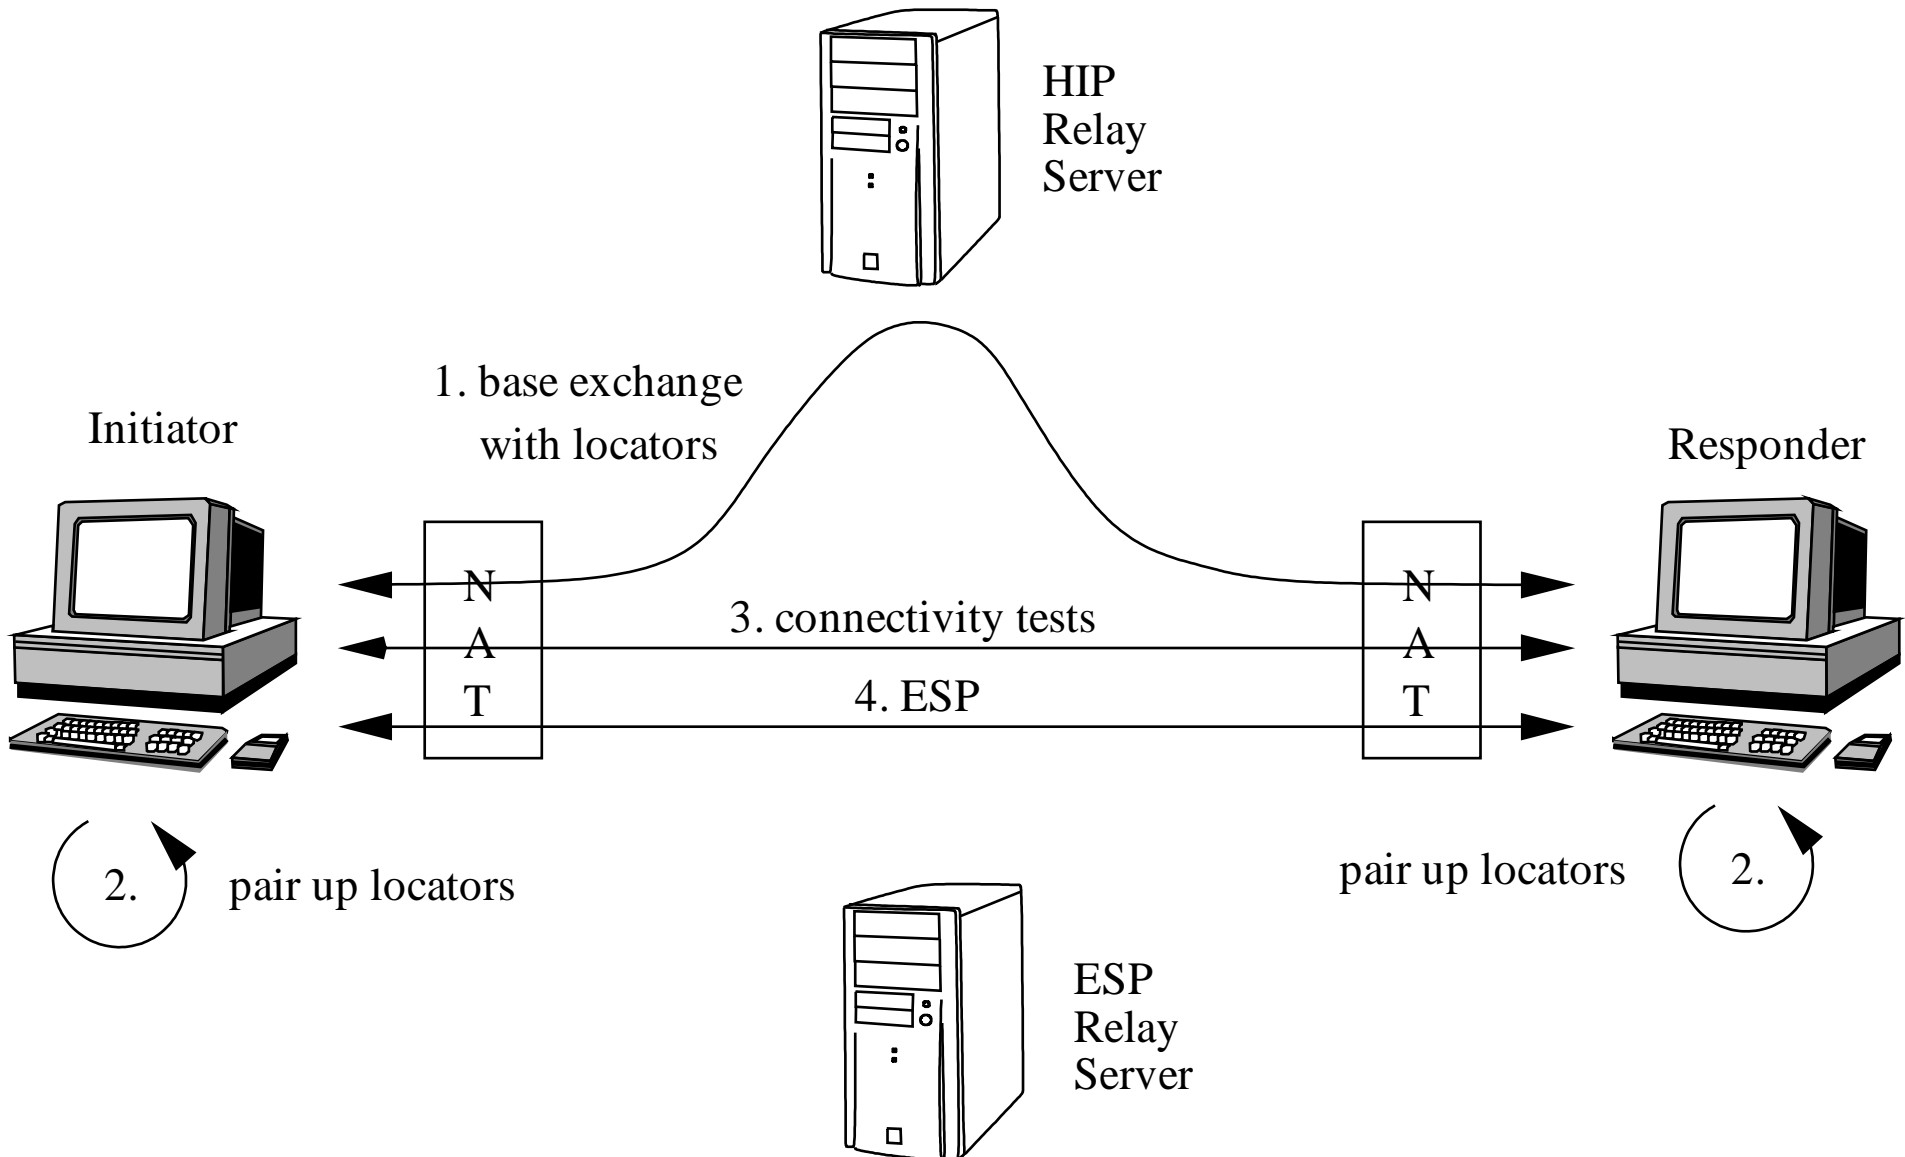 HIP
Relay
Server
1. base exchange
with locators
Initiator
Responder
N
A
T
N
A
T
3. connectivity tests
4. ESP
2.
pair up locators
pair up locators
2.
ESP
Relay
Server